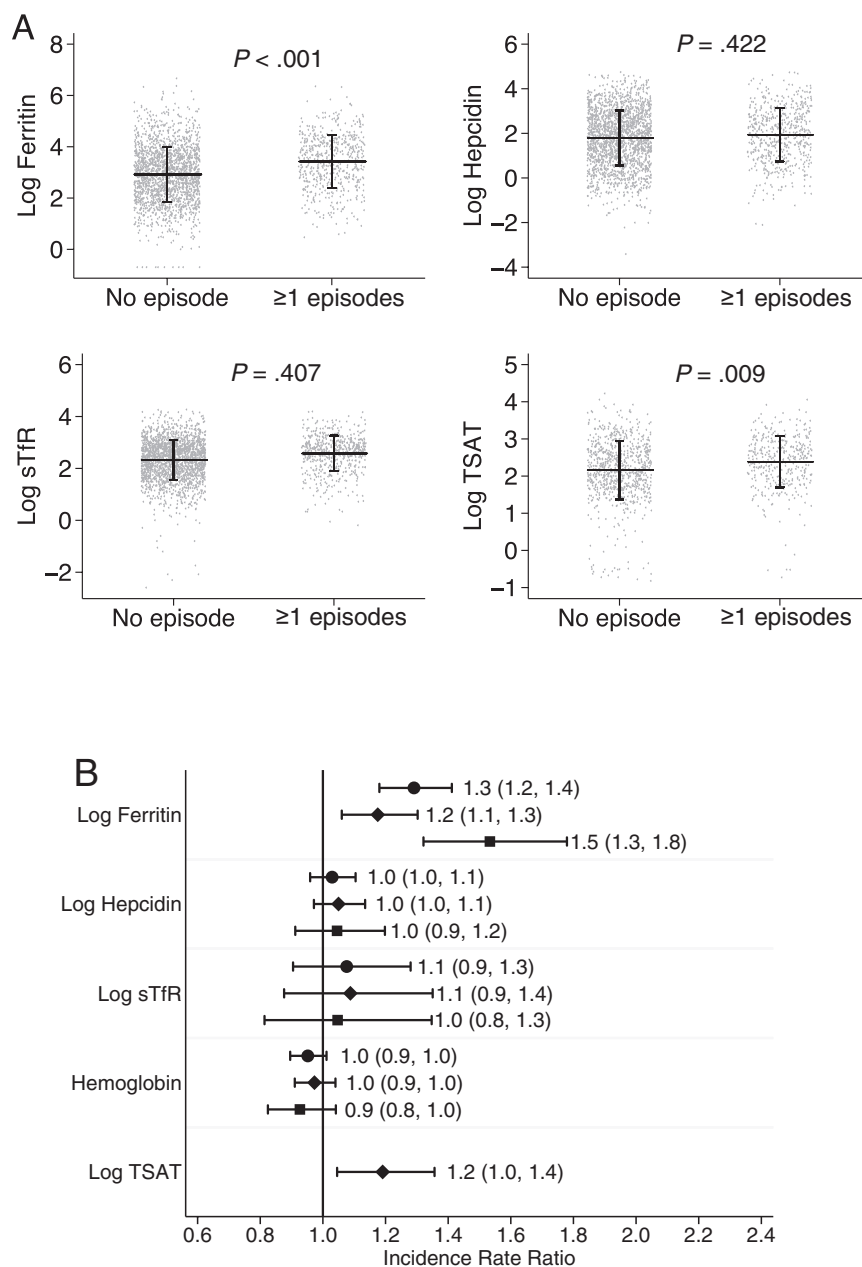 A
8
6
4
2
0
Log Ferritin
P < .001
No episode
≥1 episodes
6
4
2
0
−2
−4
Log Hepcidin
P = .422
No episode
≥1 episodes
6
4
2
0
−2
Log sTfR
P = .407
No episode
≥1 episodes
5
4
3
2
1
0
−1
Log TSAT
P = .009
No episode
≥1 episodes
B
Log Ferritin
1.3 (1.2, 1.4)
1.2 (1.1, 1.3)
1.5 (1.3, 1.8)
Log Hepcidin
1.0 (1.0, 1.1)
1.0 (1.0, 1.1)
1.0 (0.9, 1.2)
Log sTfR
1.1 (0.9, 1.3)
1.1 (0.9, 1.4)
1.0 (0.8, 1.3)
Hemoglobin
1.0 (0.9, 1.0)
1.0 (0.9, 1.0)
0.9 (0.8, 1.0)
Log TSAT
1.2 (1.0, 1.4)
0.6 0.8 1.0 1.2 1.4 1.6 1.8 2.0 2.2 2.4
Incidence Rate Ratio